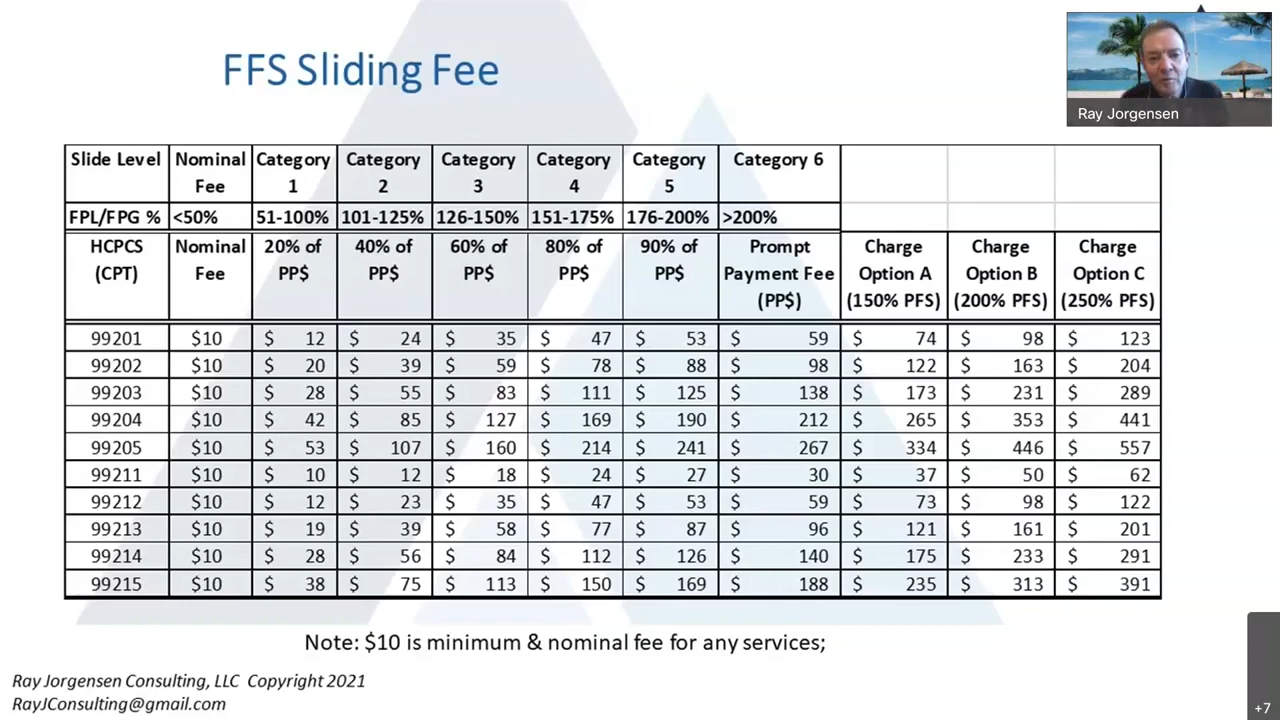 FFS Sliding Fee
Ray Jorgensen
Slide Level Nominal Fee Category 1 Category 2 Category 3 Category 4 Category 5 Category 6
FPL/FPG % <50% 51-100% 101-125% 126-150% 151-175% 176-200% >200%
HCPCS (CPT) Nominal Fee 20% of PP$ 40% of PP$ 60% of PP$ 80% of PP$ 90% of PP$ Prompt Payment Fee (PP$) Charge Option A (150% PFS) Charge Option B (200% PFS) Charge Option C (250% PFS)
99201 $10 $ 12 $ 24 $ 35 $ 47 $ 53 $ 59 $ 74 $ 98 $ 123
99202 $10 $ 20 $ 39 $ 59 $ 78 $ 88 $ 98 $ 122 $ 163 $ 204
99203 $10 $ 28 $ 55 $ 83 $ 111 $ 125 $ 138 $ 173 $ 231 $ 289
99204 $10 $ 42 $ 85 $ 127 $ 169 $ 190 $ 212 $ 265 $ 353 $ 441
99205 $10 $ 53 $ 107 $ 160 $ 214 $ 241 $ 267 $ 334 $ 446 $ 557
99211 $10 $ 10 $ 12 $ 18 $ 24 $ 27 $ 30 $ 37 $ 50 $ 62
99212 $10 $ 12 $ 23 $ 35 $ 47 $ 53 $ 59 $ 73 $ 98 $ 122
99213 $10 $ 19 $ 39 $ 58 $ 77 $ 87 $ 96 $ 121 $ 161 $ 201
99214 $10 $ 28 $ 56 $ 84 $ 112 $ 126 $ 140 $ 175 $ 233 $ 291
99215 $10 $ 38 $ 75 $ 113 $ 150 $ 169 $ 188 $ 235 $ 313 $ 391
Note: $10 is minimum & nominal fee for any services;
Ray Jorgensen Consulting, LLC Copyright 2021
RayJConsulting@gmail.com
+7